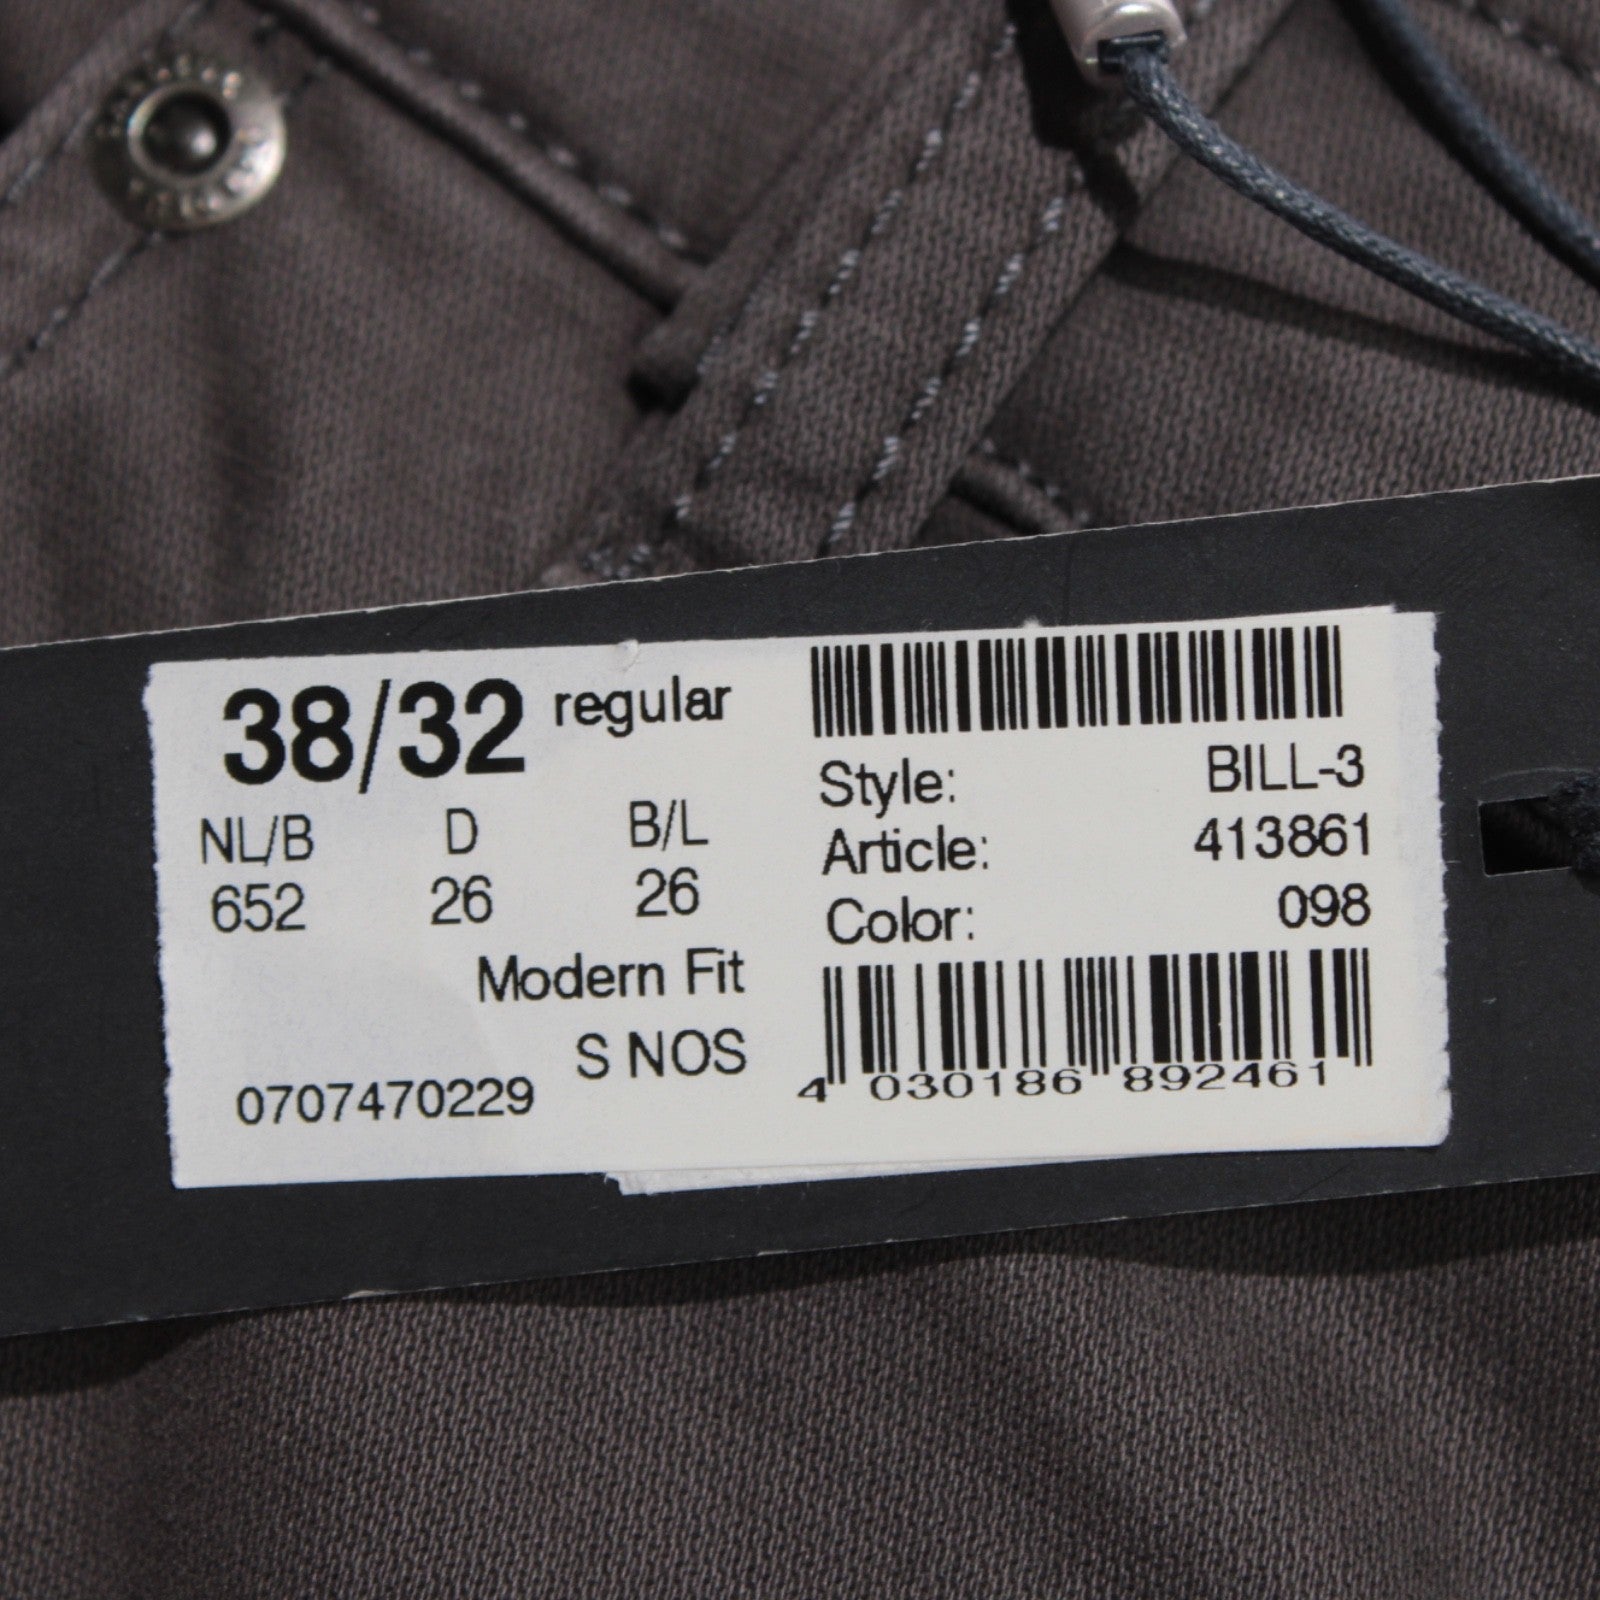 38/32 regular
NL/B D B/L
652 26 26
Modern Fit
S NOS
0707470229
Style: BILL-3
Article: 413861
Color: 098
4 030186 892461